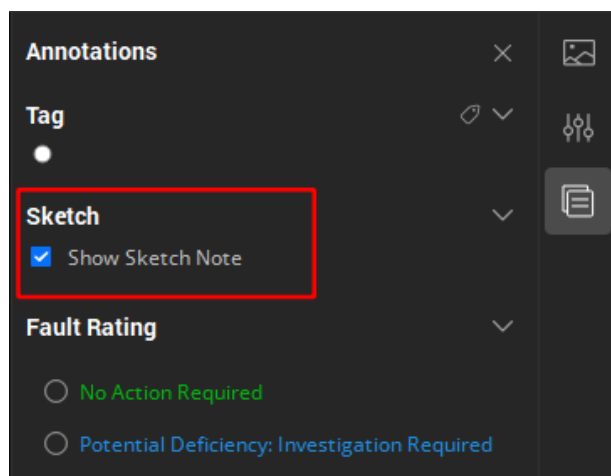 Annotations
Tag
Sketch
Show Sketch Note
Fault Rating
No Action Required
Potential Deficiency: Investigation Required